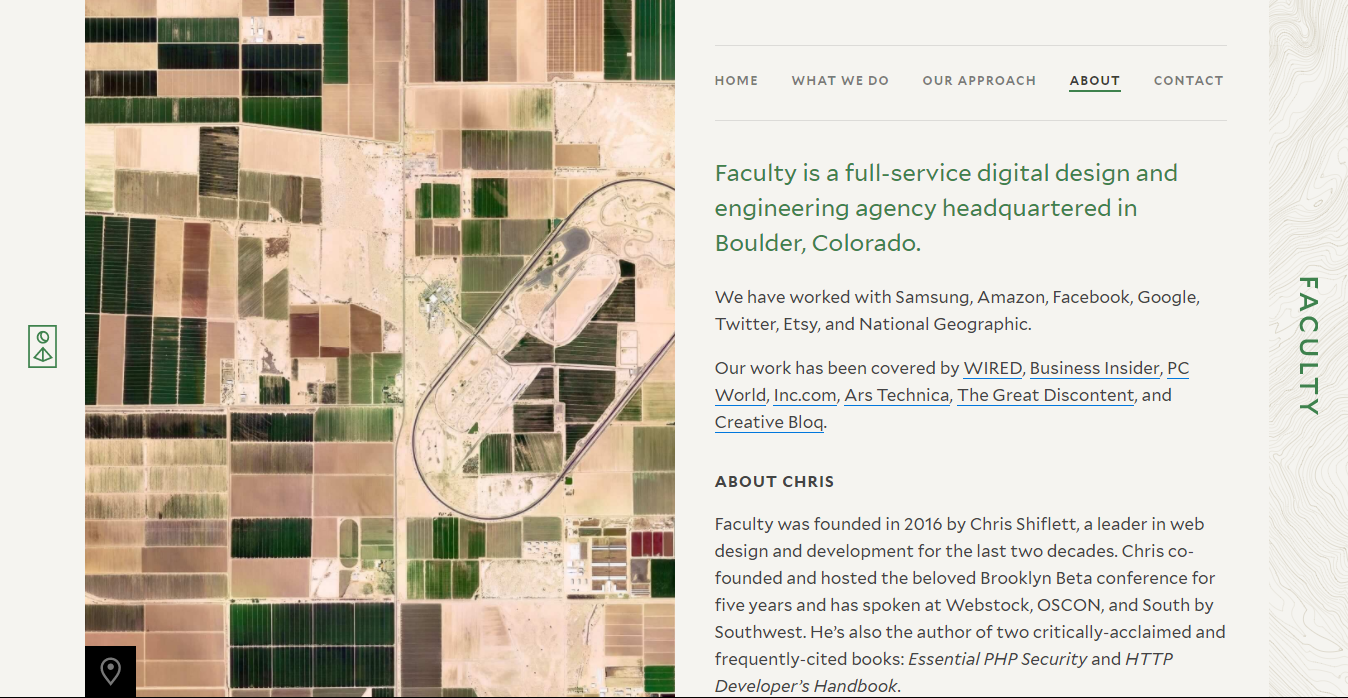 HOME WHAT WE DO OUR APPROACH ABOUT CONTACT
Faculty is a full-service digital design and
engineering agency headquartered in
Boulder, Colorado.
We have worked with Samsung, Amazon, Facebook, Google,
Twitter, Etsy, and National Geographic.
Our work has been covered by WIRED, Business Insider, PC
World, Inc.com, Ars Technica, The Great Discontent, and
Creative Bloq.
ABOUT CHRIS
Faculty was founded in 2016 by Chris Shiflett, a leader in web
design and development for the last two decades. Chris co-
founded and hosted the beloved Brooklyn Beta conference for
five years and has spoken at Webstock, OSCON, and South by
Southwest. He’s also the author of two critically-acclaimed and
frequently-cited books: Essential PHP Security and HTTP
Developer’s Handbook.
FACULTY